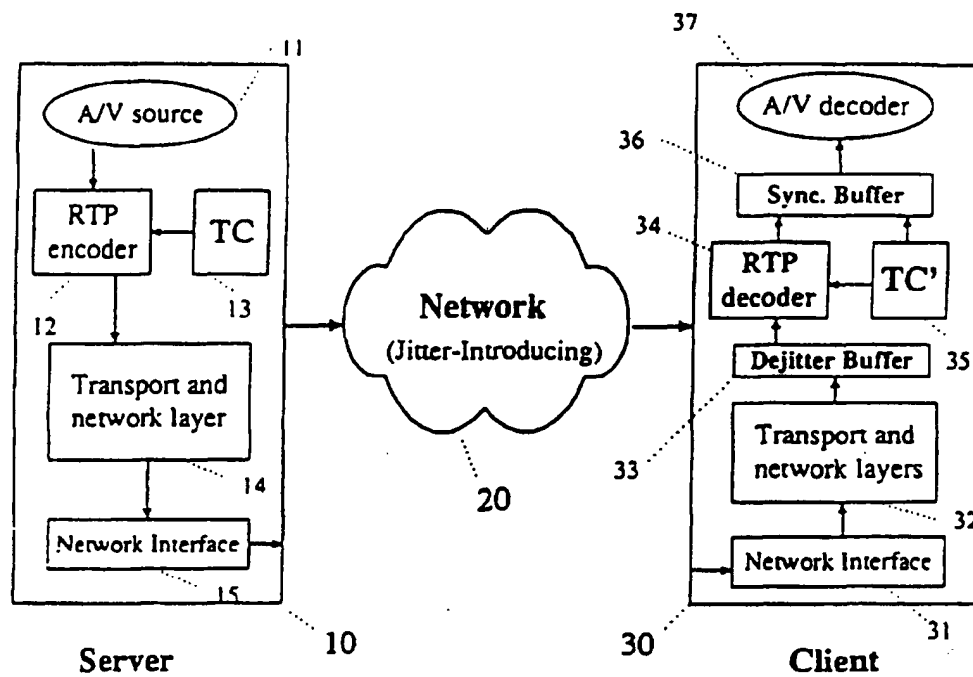 11
A/V source
RTP
encoder
TC
12
13
Transport and
network layer
14
Network Interface
15
10
Server
Network
(Jitter-Introducing)
20
37
A/V decoder
36
Sync. Buffer
34
RTP
decoder
TC'
35
Dejitter Buffer
33
Transport and
network layers
32
Network Interface
31
30
Client